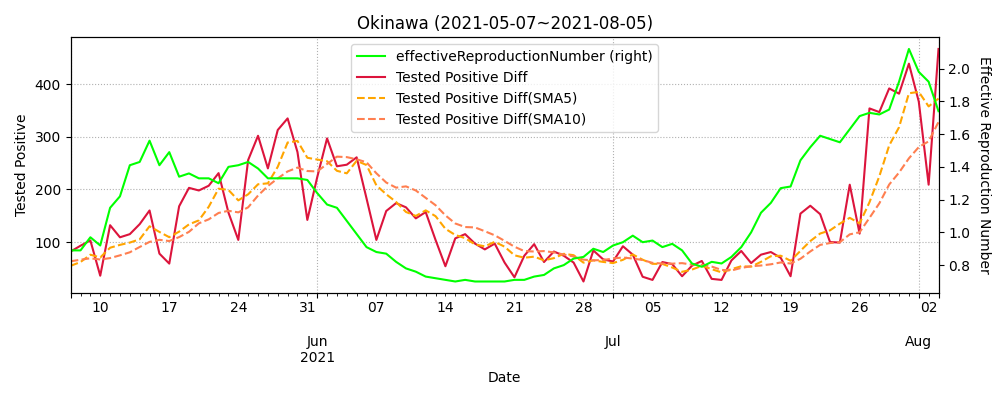 Okinawa (2021-05-07~2021-08-05)
effectiveReproductionNumber (right)
Tested Positive Diff
Tested Positive Diff(SMA5)
Tested Positive Diff(SMA10)
Tested Positive
400
300
200
100
2.0
1.8
1.6
1.4
1.2
1.0
0.8
Effective Reproduction Number
10 17 24 31 07 14 21 28 05 12 19 26 02
Jun Jul Aug
2021
Date